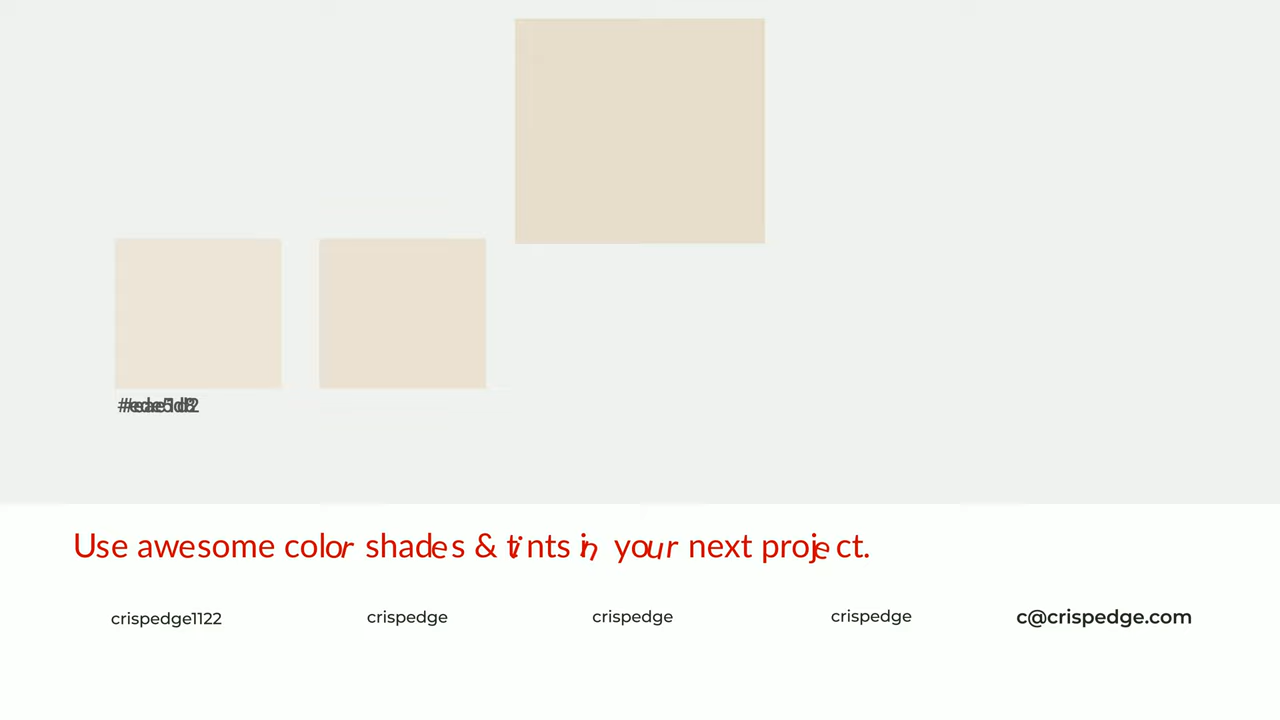 Use awesome color shades & tints in your next project.
crispedge1122 crispedge crispedge crispedge c@crispedge.com